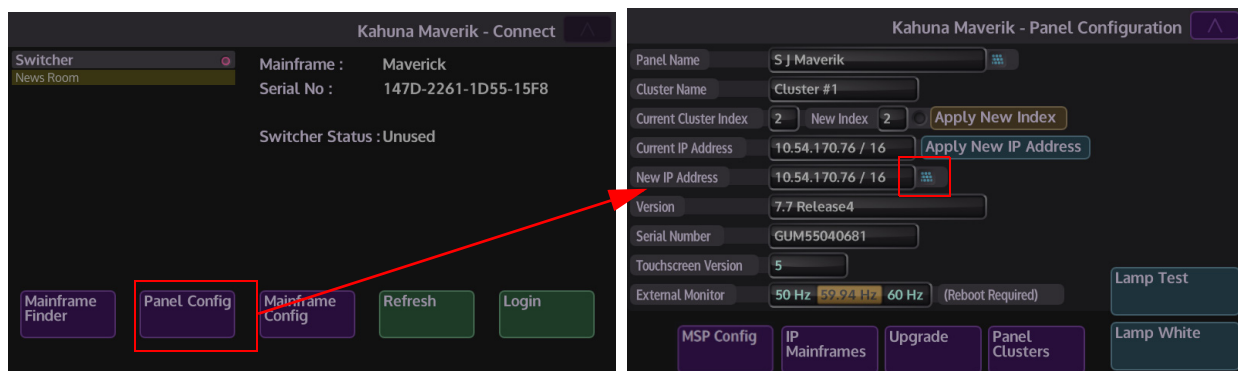 Kahuna Maverik - Connect
Switcher
News Room
Mainframe : Maverick
Serial No : 147D-2261-1D55-15F8
Switcher Status : Unused
Mainframe Finder
Panel Config
Mainframe Config
Refresh
Login
Kahuna Maverik - Panel Configuration
Panel Name S J Maverik
Cluster Name Cluster #1
Current Cluster Index 2 New Index 2 Apply New Index
Current IP Address 10.54.170.76 / 16 Apply New IP Address
New IP Address 10.54.170.76 / 16
Version 7.7 Release4
Serial Number GUM55040681
Touchscreen Version 5
External Monitor 50 Hz 59.94 Hz 60 Hz (Reboot Required)
Lamp Test
MSP Config
IP Mainframes
Upgrade
Panel Clusters
Lamp White